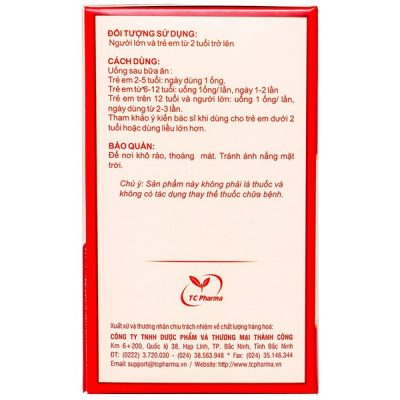 ĐỐI TƯỢNG SỬ DỤNG:
Người lớn và trẻ em từ 2 tuổi trở lên
CÁCH DÙNG:
Uống sau bữa ăn :
Trẻ em 2-5 tuổi: ngày dùng 1 ống.
Trẻ em từ 6-12 tuổi: uống 1 ống/ lần, ngày 1-2 lần
Trẻ em trên 12 tuổi và người lớn: uống 1 ống/ lần,
ngày dùng từ 2-3 lần.
Tham khảo ý kiến bác sĩ khi dùng cho trẻ em dưới 2
tuổi hoặc dùng liều lớn hơn.
BẢO QUẢN:
Để nơi khô ráo, thoáng mát. Tránh ánh nắng mặt
trời.
Chú ý: Sản phẩm này không phải là thuốc và
không có tác dụng thay thế thuốc chữa bệnh.
TC Pharma
Xuất xứ và thương nhân chịu trách nhiệm về chất lượng hàng hoá:
CÔNG TY TNHH DƯỢC PHẨM VÀ THƯƠNG MẠI THÀNH CÔNG
Km 6+200, Quốc lộ 38, Hạp Lĩnh, TP. Bắc Ninh, Tỉnh Bắc Ninh
ĐT: (0222) 3.720.030 - (024) 38.563.948 * Fax: (024) 35.146.344
Email: support@tcpharma.vn / Website: http://www.tcpharma.vn